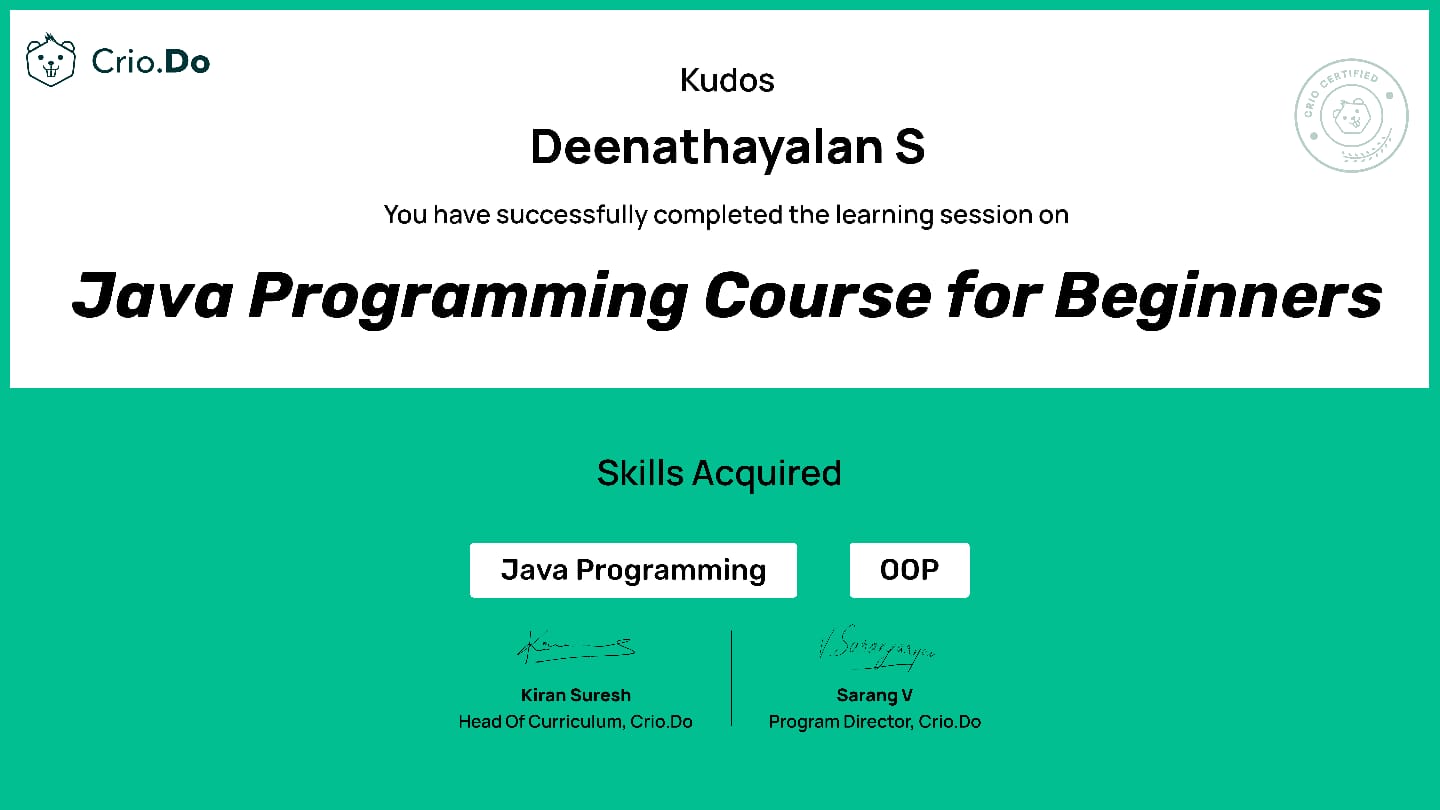 Crio.Do
Kudos
CRIO CERTIFIED
Deenathayalan S
You have successfully completed the learning session on
Java Programming Course for Beginners
Skills Acquired
Java Programming
OOP
Kiran Suresh
Sarang V
Head Of Curriculum, Crio.Do
Program Director, Crio.Do